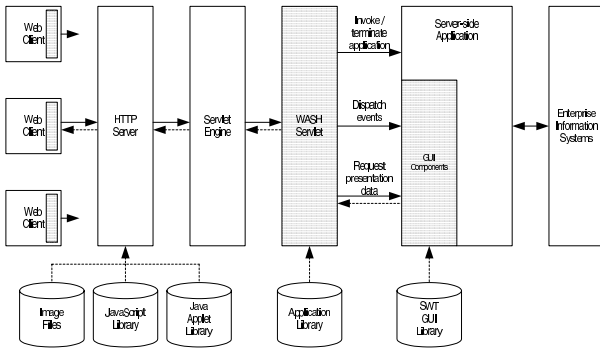 Web
Client
Web
Client
Web
Client
HTTP
Server
Servlet
Engine
WASH
Servlet
Invoke /
terminate
application
Dispatch
events
Request
presentation
data
Server-side
Application
GUI
Components
Enterprise
Information
Systems
Image
Files
JavaScript
Library
Java
Applet
Library
Application
Library
SWT
GUI
Library